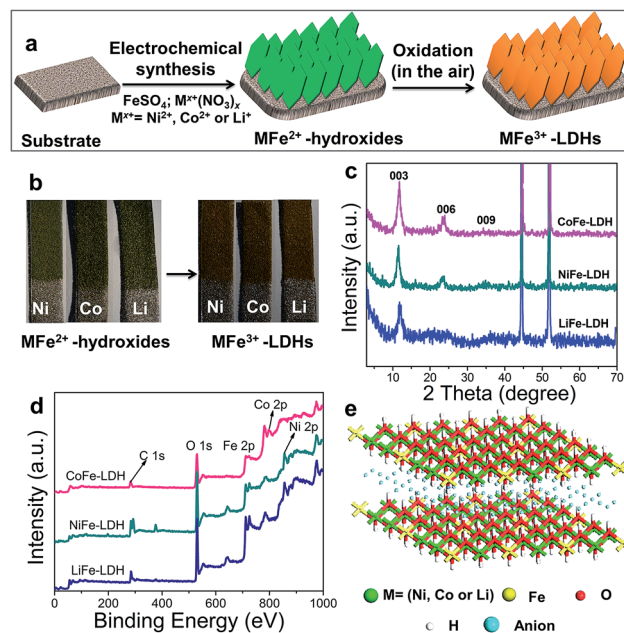 a
Electrochemical
synthesis
Oxidation
(in the air)
FeSO₄; Mˣ⁺(NO₃)ₓ
Mˣ⁺= Ni²⁺, Co²⁺ or Li⁺
Substrate
MFe²⁺ -hydroxides
MFe³⁺ -LDHs
b
Ni Co Li
Ni Co Li
MFe²⁺ -hydroxides
MFe³⁺ -LDHs
c
003
006
009
CoFe-LDH
NiFe-LDH
LiFe-LDH
Intensity (a.u.)
10 20 30 40 50 60 70
2 Theta (degree)
d
Co 2p
Ni 2p
O 1s
Fe 2p
C 1s
CoFe-LDH
NiFe-LDH
LiFe-LDH
Intensity (a.u.)
0 200 400 600 800 1000
Binding Energy (eV)
e
M= (Ni, Co or Li) Fe O
H Anion